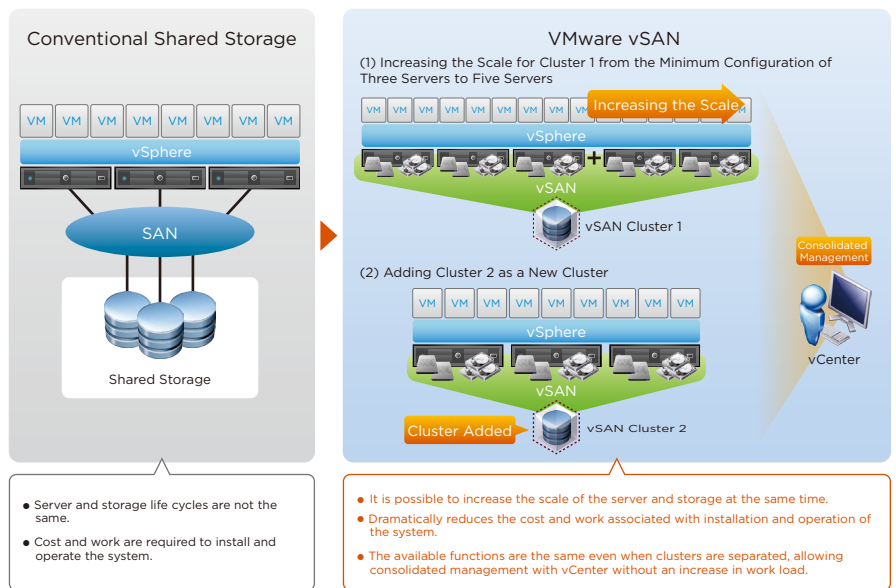 Conventional Shared Storage
VM VM VM VM VM VM VM VM
vSphere
SAN
Shared Storage
● Server and storage life cycles are not the
same.
● Cost and work are required to install and
operate the system.
VMware vSAN
(1) Increasing the Scale for Cluster 1 from the Minimum Configuration of
Three Servers to Five Servers
VM VM VM VM VM VM VM VM VM
Increasing the Scale
vSphere
+
vSAN
vSAN Cluster 1
(2) Adding Cluster 2 as a New Cluster
VM VM VM VM VM VM VM VM VM
vSphere
vSAN
Cluster Added
vSAN Cluster 2
Consolidated
Management
vCenter
● It is possible to increase the scale of the server and storage at the same time.
● Dramatically reduces the cost and work associated with installation and operation of
the system.
● The available functions are the same even when clusters are separated, allowing
consolidated management with vCenter without an increase in work load.